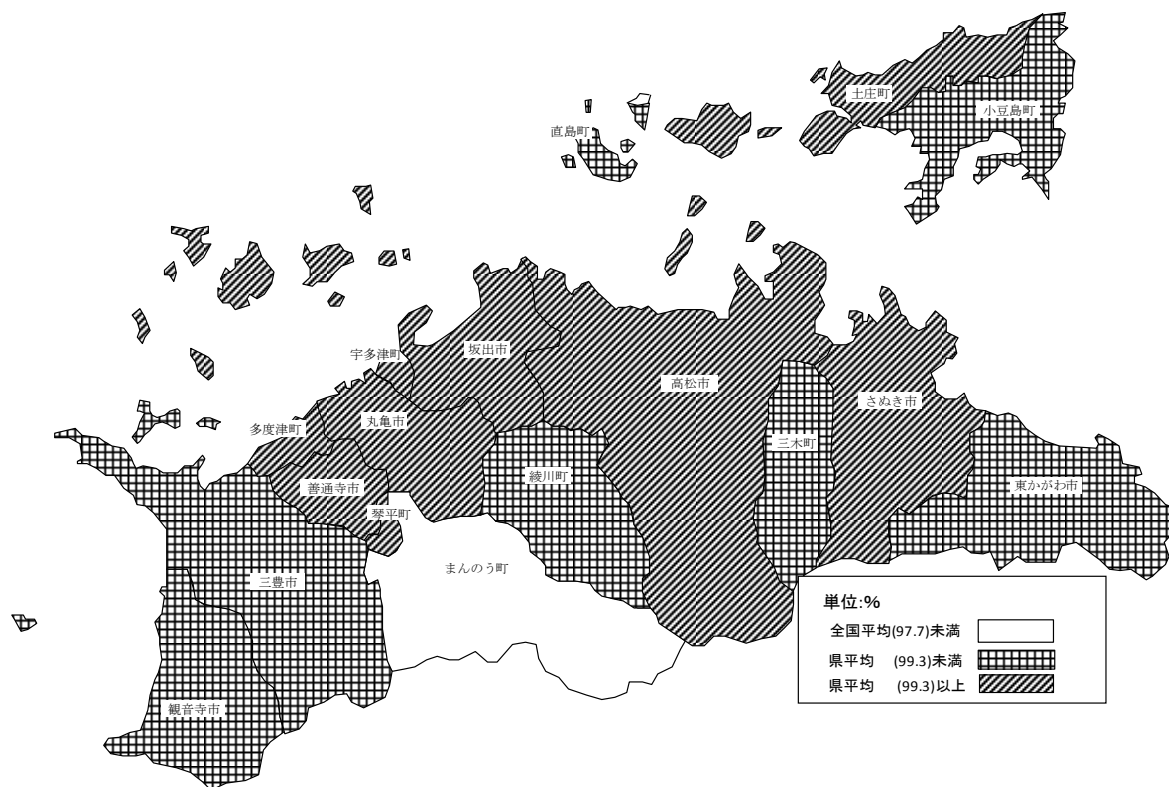 土庄町
小豆島町
直島町
宇多津町
坂出市
高松市
さぬき市
丸亀市
多度津町
三木町
綾川町
善通寺市
東かがわ市
琴平町
まんのう町
三豊市
観音寺市
単位:%
全国平均(97.7)未満
県平均 (99.3)未満
県平均 (99.3)以上